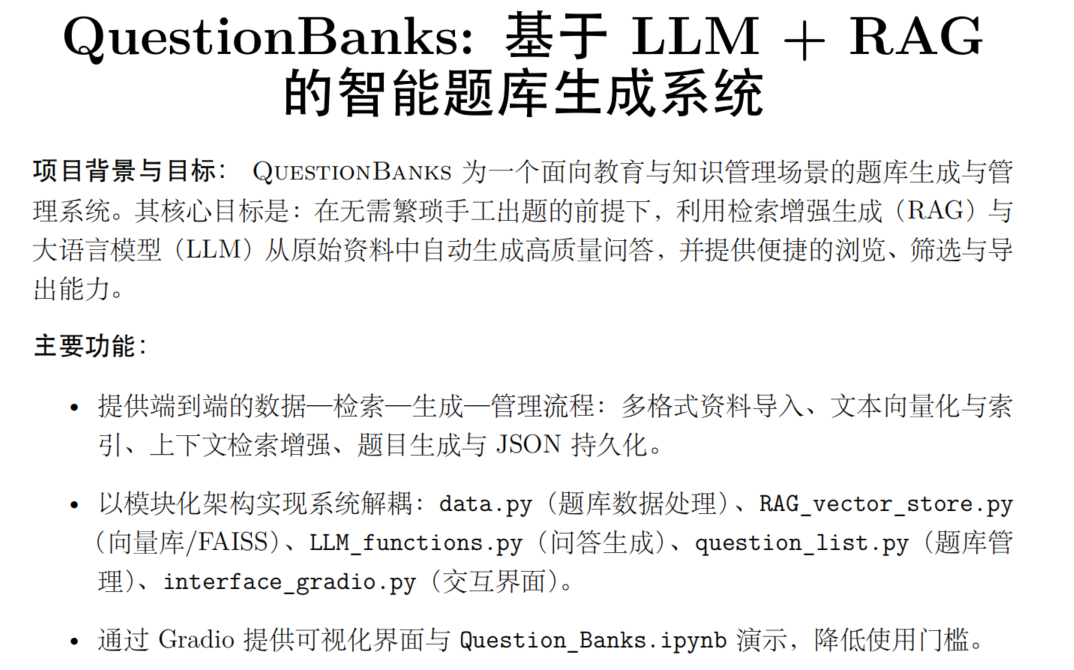 QuestionBanks: 基于 LLM + RAG
的智能题库生成系统
项目背景与目标： QUESTIONBANKS 为一个面向教育与知识管理场景的题库生成与管
理系统。其核心目标是：在无需繁琐手工出题的前提下，利用检索增强生成（RAG）与
大语言模型（LLM）从原始资料中自动生成高质量问答，并提供便捷的浏览、筛选与导
出能力。
主要功能：
• 提供端到端的数据—检索—生成—管理流程：多格式资料导入、文本向量化与索
引、上下文检索增强、题目生成与 JSON 持久化。
• 以模块化架构实现系统解耦：data.py（题库数据处理）、RAG_vector_store.py
（向量库/FAISS）、LLM_functions.py（问答生成）、question_list.py（题库管
理）、interface_gradio.py（交互界面）。
• 通过 Gradio 提供可视化界面与 Question_Banks.ipynb 演示，降低使用门槛。